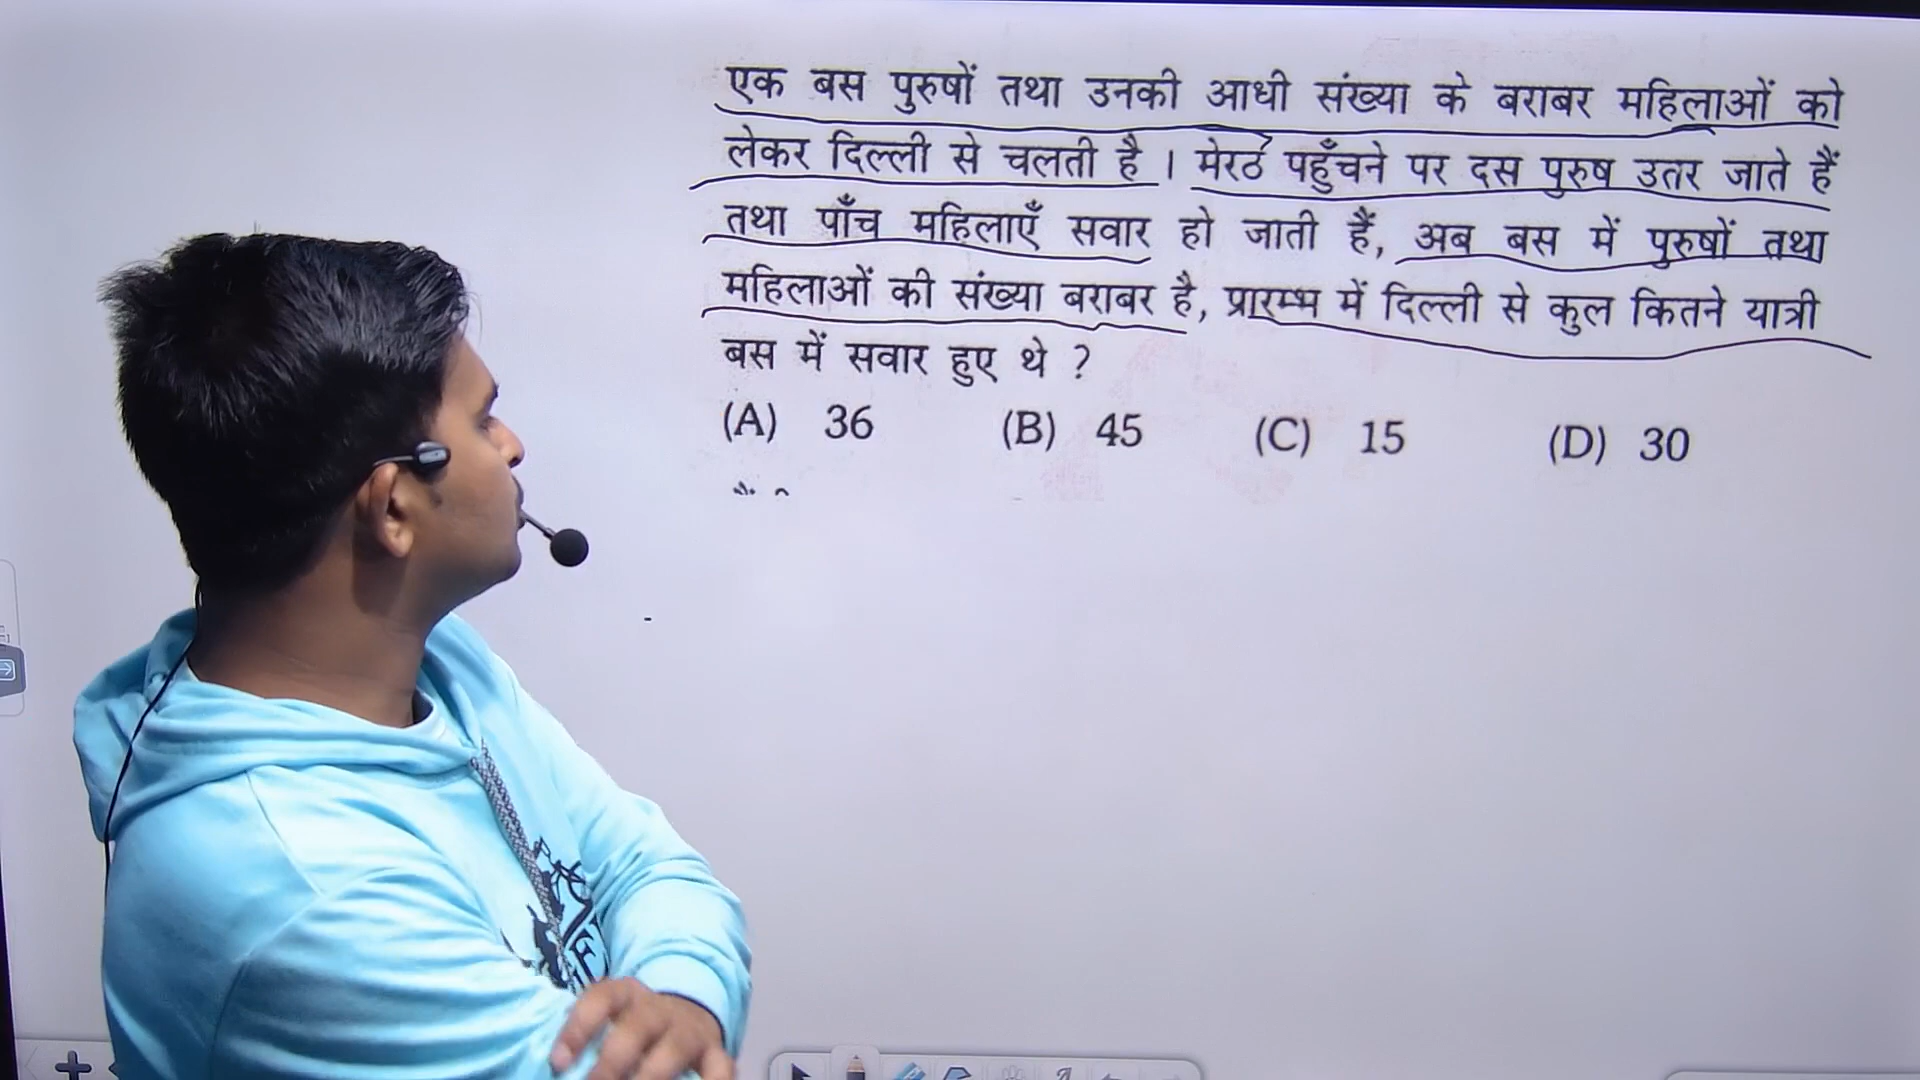 एक बस पुरुषों तथा उनकी आधी संख्या के बराबर महिलाओं को
लेकर दिल्ली से चलती है । मेरठ पहुँचने पर दस पुरुष उतर जाते हैं
तथा पाँच महिलाएँ सवार हो जाती हैं, अब बस में पुरुषों तथा
महिलाओं की संख्या बराबर है, प्रारम्भ में दिल्ली से कुल कितने यात्री
बस में सवार हुए थे ?
(A) 36 (B) 45 (C) 15 (D) 30